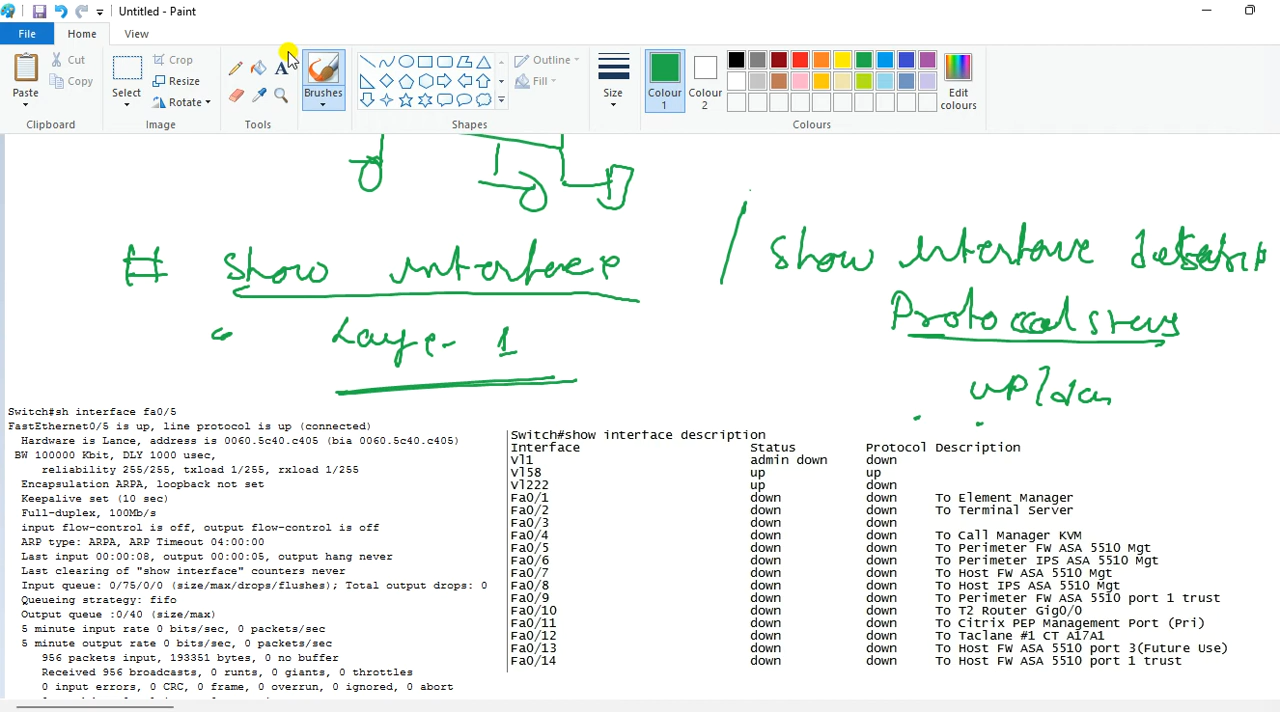 Untitled - Paint
File Home View
Paste
Cut
Copy
Clipboard
Select
Crop
Resize
Rotate
Image
A
Tools
Brushes
Outline
Fill
Shapes
Size
Colour 1
Colour 2
Edit colours
Colours
# Show interface / Show interface
Layer - 1
Protocol
up/
Switch#sh interface fa0/5
FastEthernet0/5 is up, line protocol is up (connected)
Hardware is Lance, address is 0060.5c40.c405 (bia 0060.5c40.c405)
BW 100000 Kbit, DLY 1000 usec,
reliability 255/255, txload 1/255, rxload 1/255
Encapsulation ARPA, loopback not set
Keepalive set (10 sec)
Full-duplex, 100Mb/s
input flow-control is off, output flow-control is off
ARP type: ARPA, ARP Timeout 04:00:00
Last input 00:00:08, output 00:00:05, output hang never
Last clearing of "show interface" counters never
Input queue: 0/75/0/0 (size/max/drops/flushes); Total output drops: 0
Queueing strategy: fifo
Output queue :0/40 (size/max)
5 minute input rate 0 bits/sec, 0 packets/sec
5 minute output rate 0 bits/sec, 0 packets/sec
956 packets input, 193351 bytes, 0 no buffer
Received 956 broadcasts, 0 runts, 0 giants, 0 throttles
0 input errors, 0 CRC, 0 frame, 0 overrun, 0 ignored, 0 abort
Switch#show interface description
Interface Status Protocol Description
Vl1 admin down down
Vl58 up up
Vl222 up down
Fa0/1 down down To Element Manager
Fa0/2 down down To Terminal Server
Fa0/3 down down
Fa0/4 down down To Call Manager KVM
Fa0/5 down down To Perimeter FW ASA 5510 Mgt
Fa0/6 down down To Perimeter IPS ASA 5510 Mgt
Fa0/7 down down To Host FW ASA 5510 Mgt
Fa0/8 down down To Host IPS ASA 5510 Mgt
Fa0/9 down down To Perimeter FW ASA 5510 port 1 trust
Fa0/10 down down To T2 Router Gig0/0
Fa0/11 down down To Citrix PEP Management Port (Pri)
Fa0/12 down down To Taclane #1 CT A17A1
Fa0/13 down down To Host FW ASA 5510 port 3(Future Use)
Fa0/14 down down To Host FW ASA 5510 port 1 trust